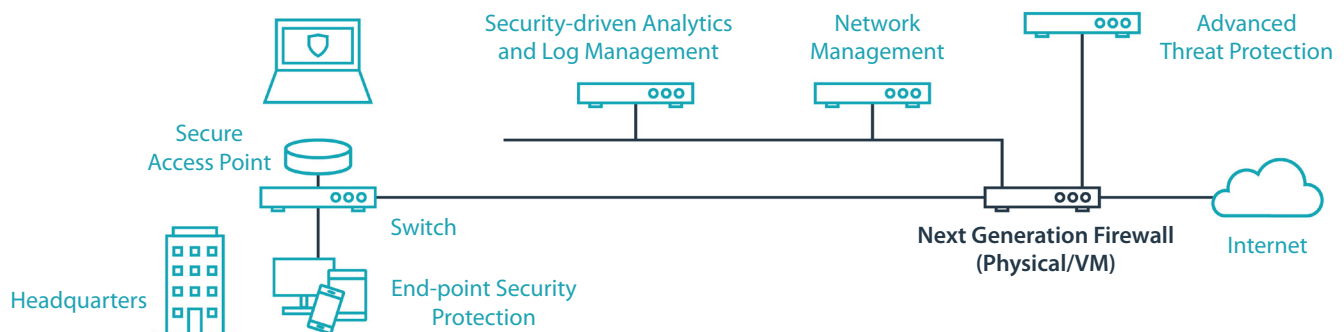 Security-driven Analytics
and Log Management
Network
Management
Advanced
Threat Protection
Secure
Access Point
Switch
Next Generation Firewall
(Physical/VM)
Internet
Headquarters
End-point Security
Protection